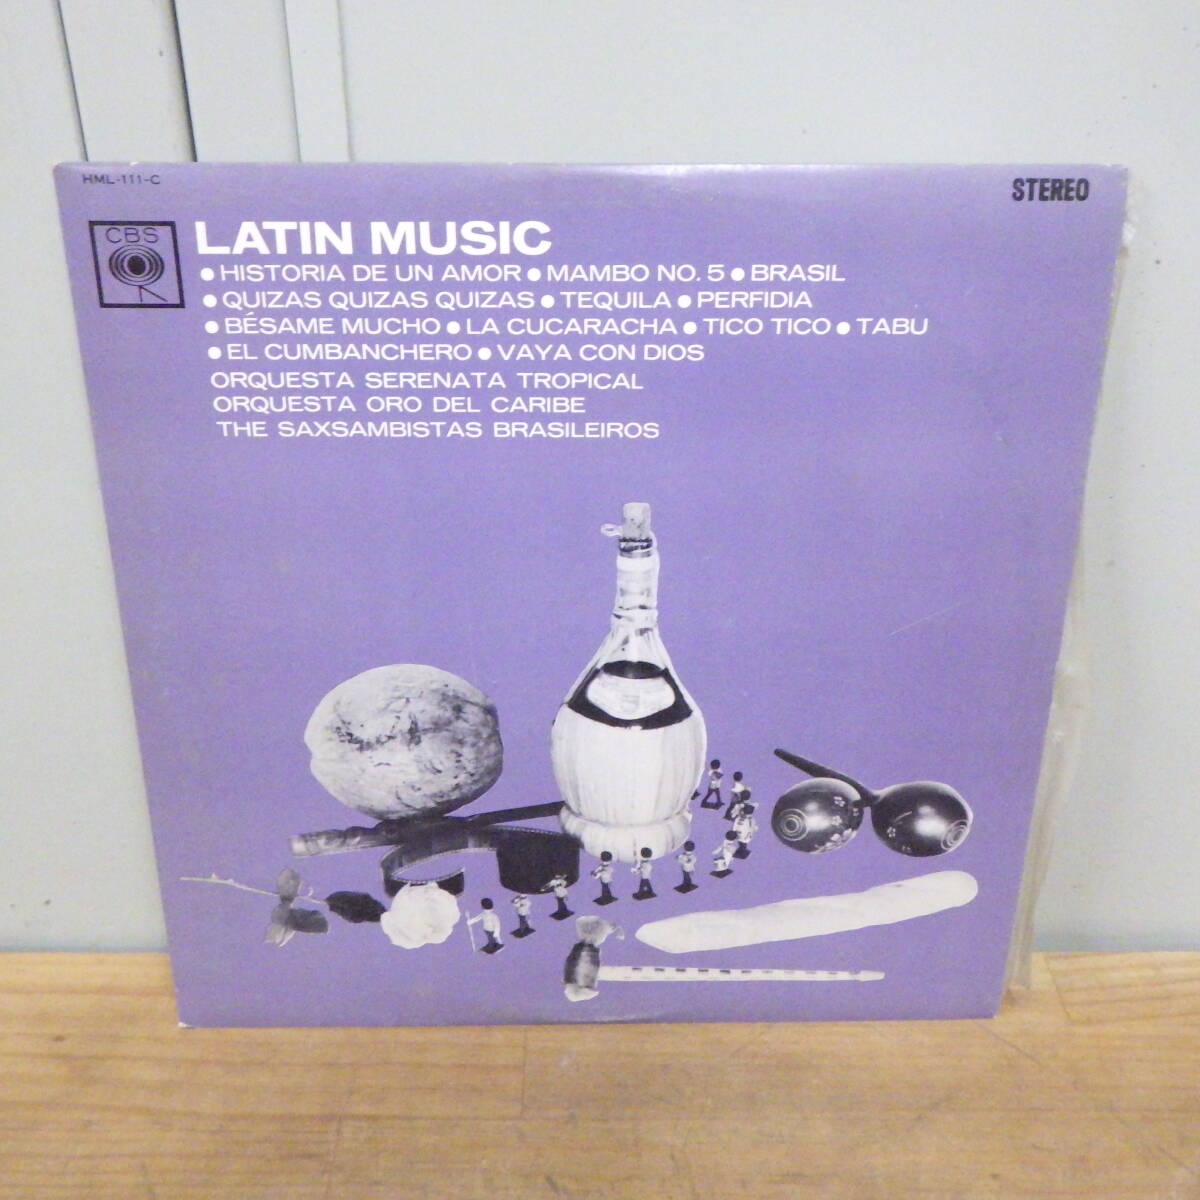 HML-111-C
STEREO
CBS
LATIN MUSIC
● HISTORIA DE UN AMOR ● MAMBO NO. 5 ● BRASIL
● QUIZAS QUIZAS QUIZAS ● TEQUILA ● PERFIDIA
● BÉSAME MUCHO ● LA CUCARACHA ● TICO TICO ● TABU
● EL CUMBANCHERO ● VAYA CON DIOS
ORQUESTA SERENATA TROPICAL
ORQUESTA ORO DEL CARIBE
THE SAXSAMBISTAS BRASILEIROS